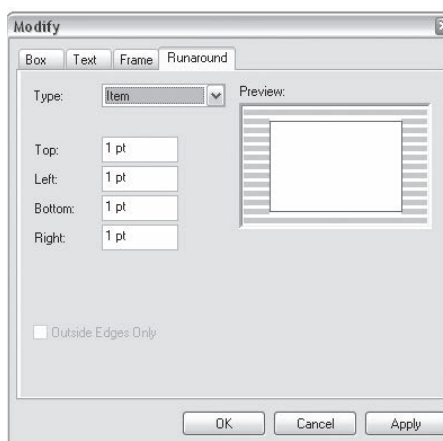 Modify
Box Text Frame Runaround
Type: Item Preview:
Top: 1 pt
Left: 1 pt
Bottom: 1 pt
Right: 1 pt
Outside Edges Only
OK Cancel Apply